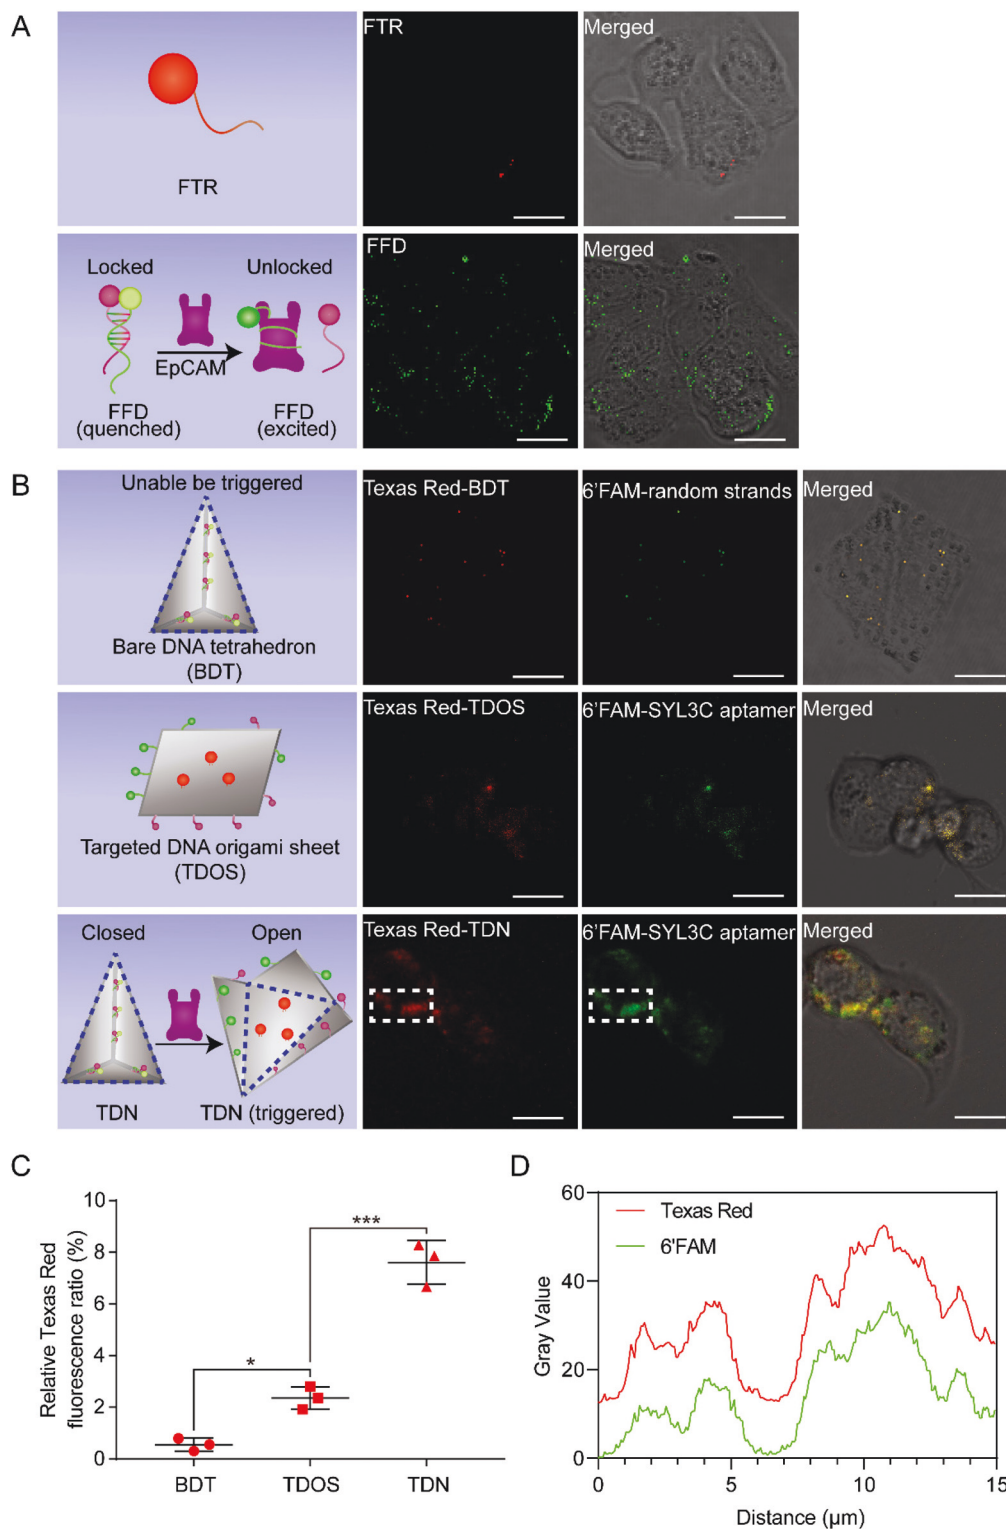 A
FTR
FTR
Merged
Locked
Unlocked
EpCAM
FFD
(quenched)
FFD
(excited)
FFD
Merged
B
Unable be triggered
Bare DNA tetrahedron
(BDT)
Texas Red-BDT
6'FAM-random strands
Merged
Targeted DNA origami sheet
(TDOS)
Texas Red-TDOS
6'FAM-SYL3C aptamer
Merged
Closed
Open
TDN
TDN (triggered)
Texas Red-TDN
6'FAM-SYL3C aptamer
Merged
C
Relative Texas Red
fluorescence ratio (%)
10
8
6
4
2
0
*
***
BDT
TDOS
TDN
D
Gray Value
60
40
20
0
Texas Red
6'FAM
0
5
10
15
Distance (μm)